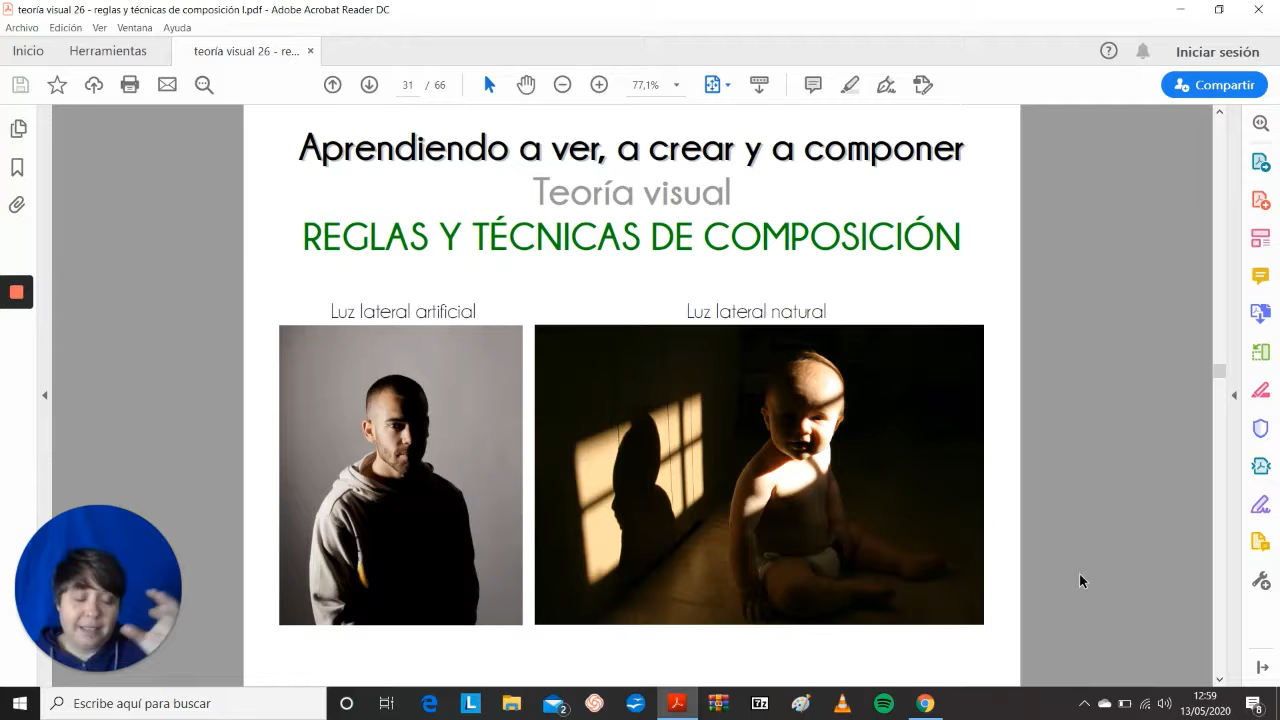 teoría visual 26 - reglas y técnicas de composición I.pdf - Adobe Acrobat Reader DC
Archivo Edición Ver Ventana Ayuda
Inicio Herramientas teoría visual 26 - re... × Iniciar sesión
31 / 66 77,1% Compartir
Aprendiendo a ver, a crear y a componer
Teoría visual
REGLAS Y TÉCNICAS DE COMPOSICIÓN
Luz lateral artificial Luz lateral natural
Escribe aquí para buscar
12:59
13/05/2020